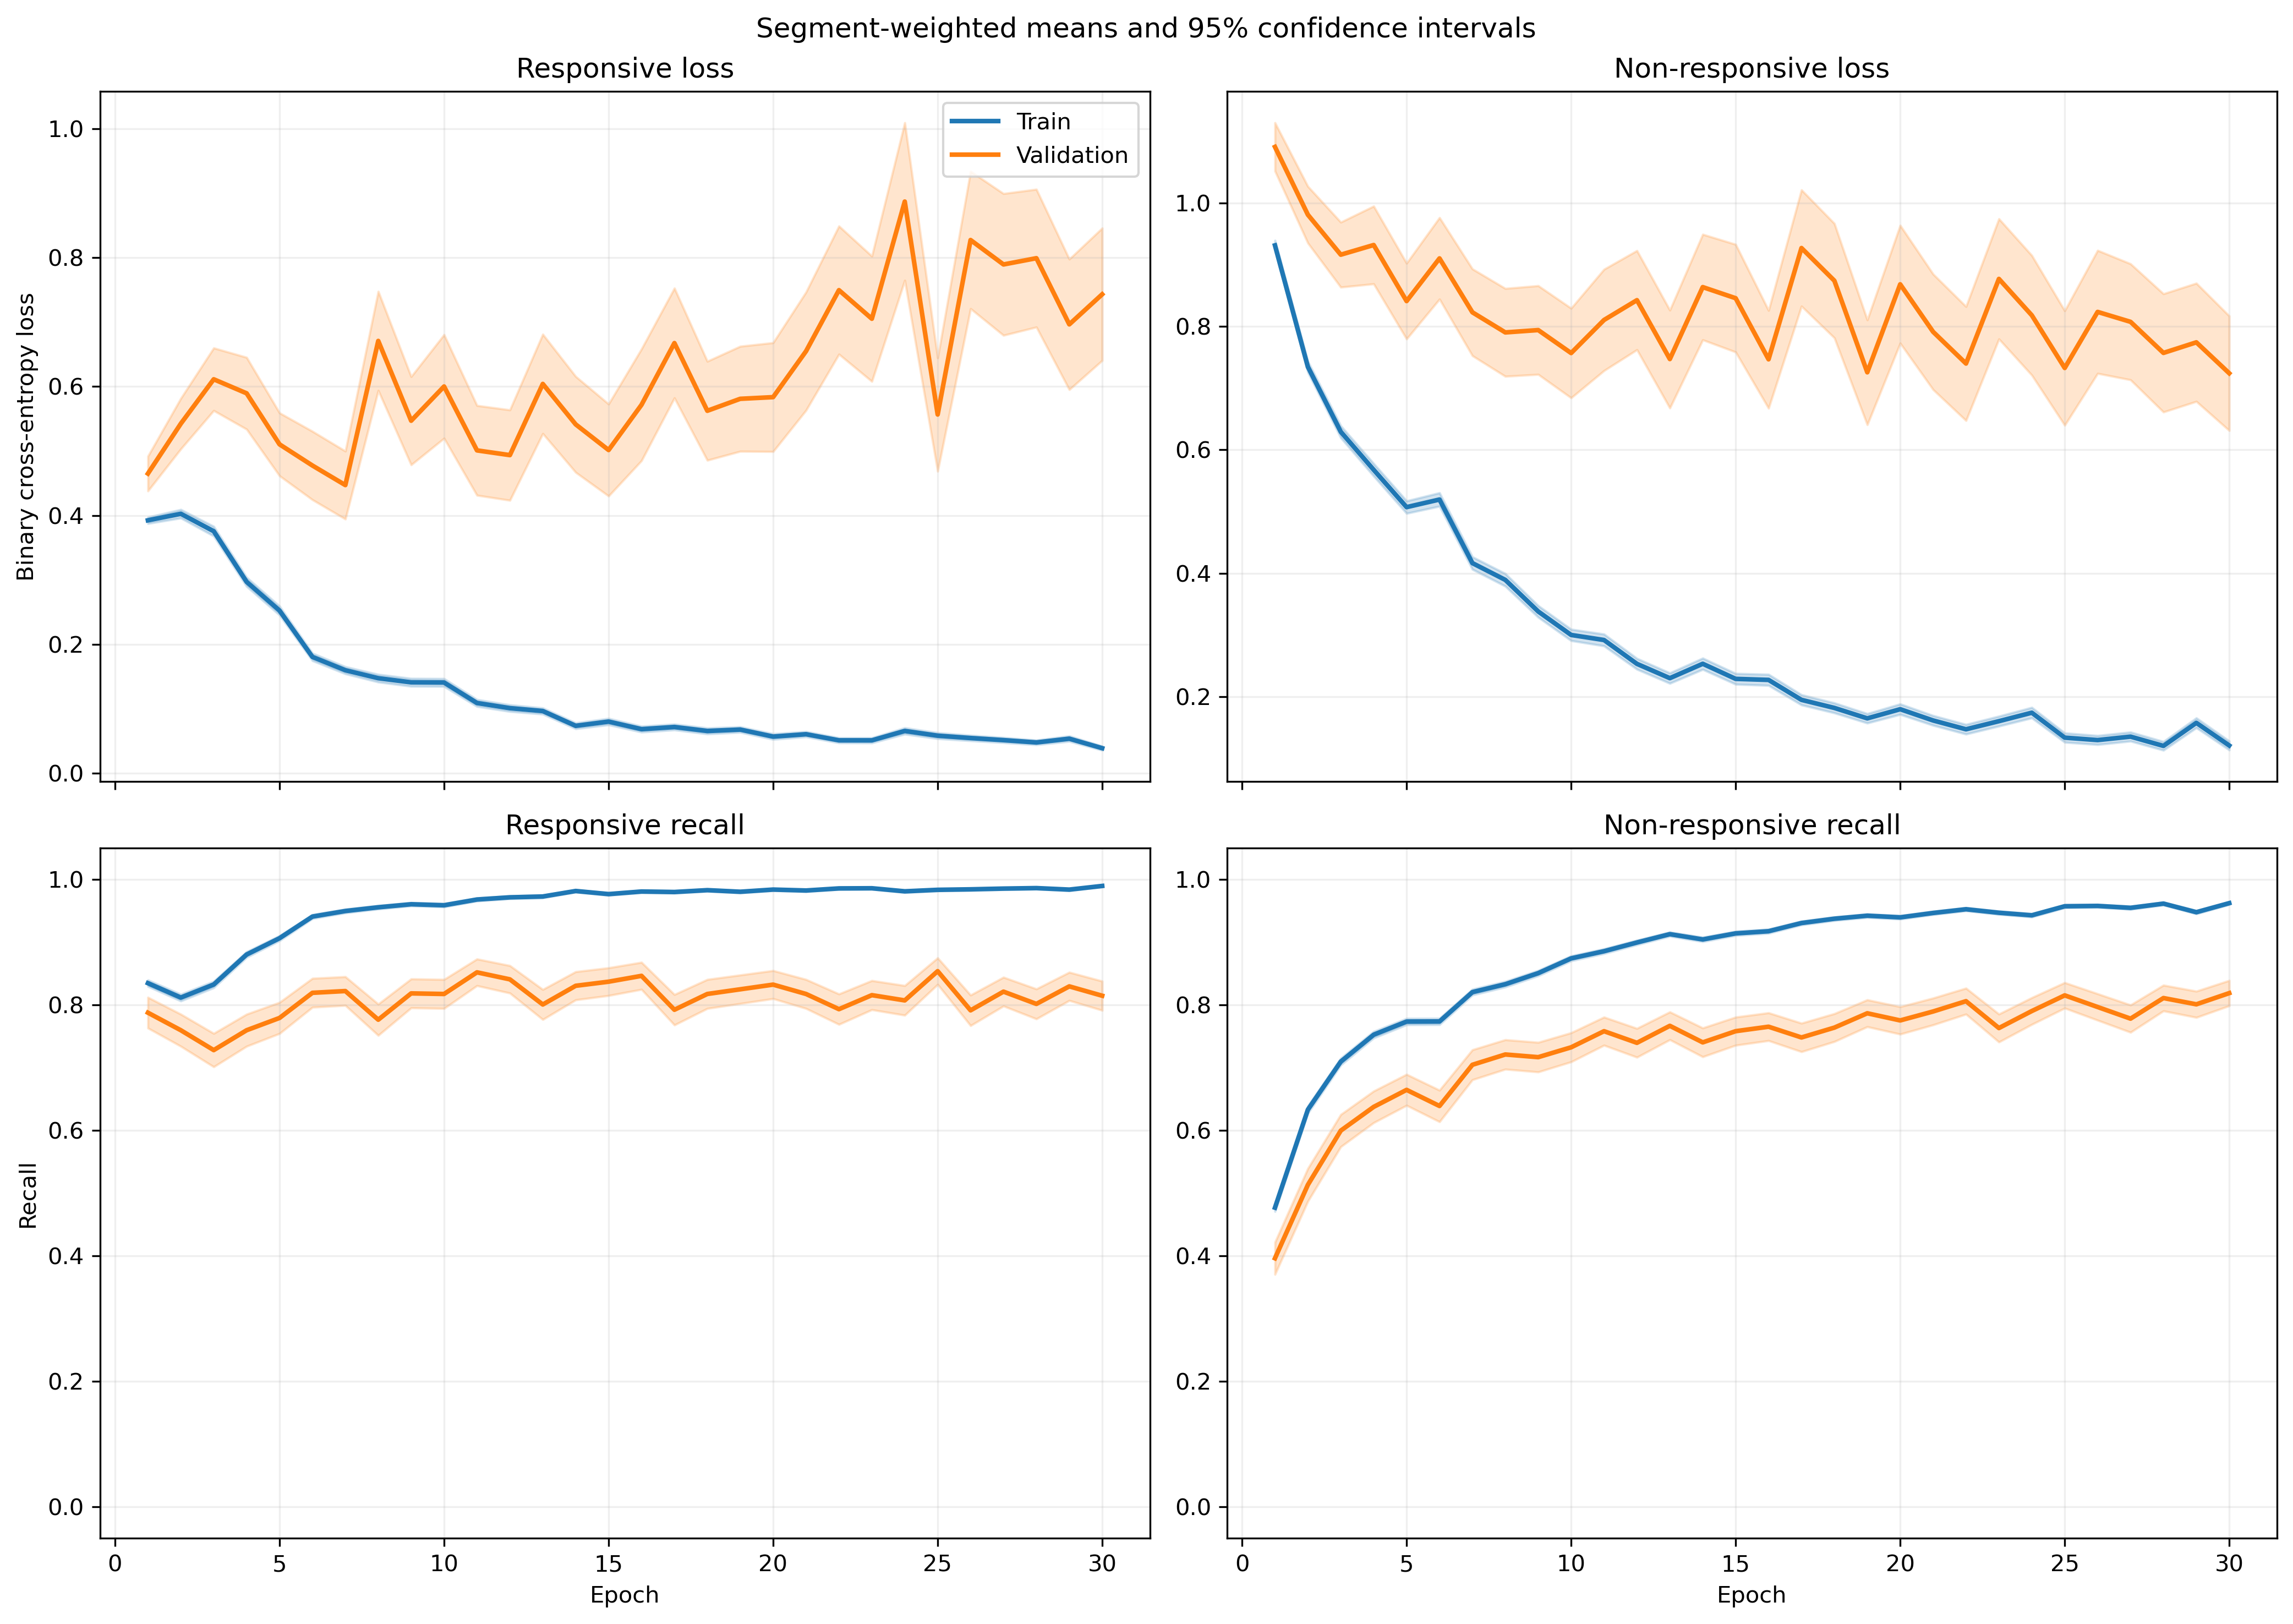 Segment-weighted means and 95% confidence intervals
Responsive loss
Non-responsive loss
Train
Validation
Binary cross-entropy loss
1.0
0.8
0.6
0.4
0.2
0.0
1.0
0.8
0.6
0.4
0.2
Responsive recall
Non-responsive recall
Recall
1.0
0.8
0.6
0.4
0.2
0.0
0 5 10 15 20 25 30
Epoch
1.0
0.8
0.6
0.4
0.2
0.0
0 5 10 15 20 25 30
Epoch